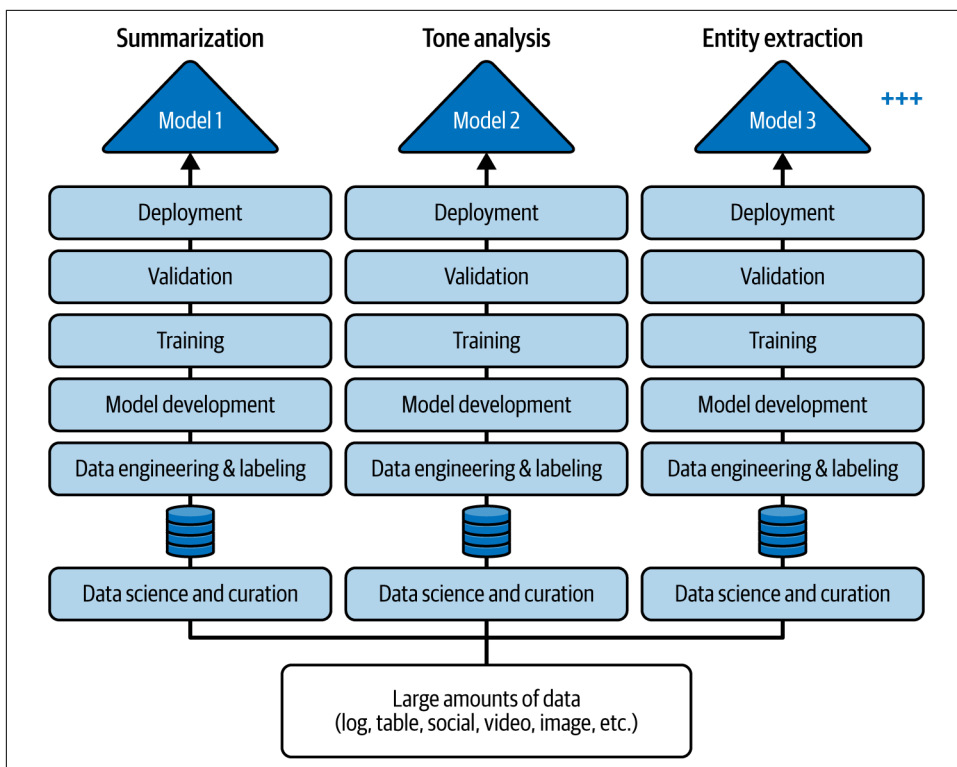 Summarization Tone analysis Entity extraction
Model 1 Model 2 Model 3 +++
Deployment Deployment Deployment
Validation Validation Validation
Training Training Training
Model development Model development Model development
Data engineering & labeling Data engineering & labeling Data engineering & labeling
Data science and curation Data science and curation Data science and curation
Large amounts of data
(log, table, social, video, image, etc.)